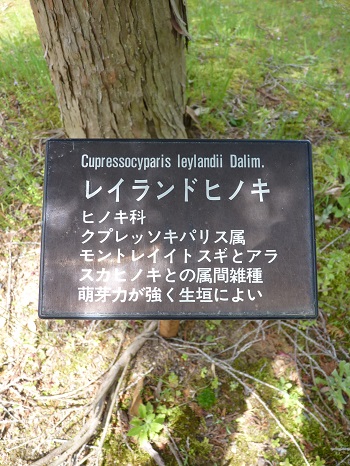 Cupressocyparis leylandii Dalim.
レイランドヒノキ
ヒノキ科
クプレッソキパリス属
モントレイイトスギとアラ
スカヒノキとの属間雑種
萌芽力が強く生垣によい